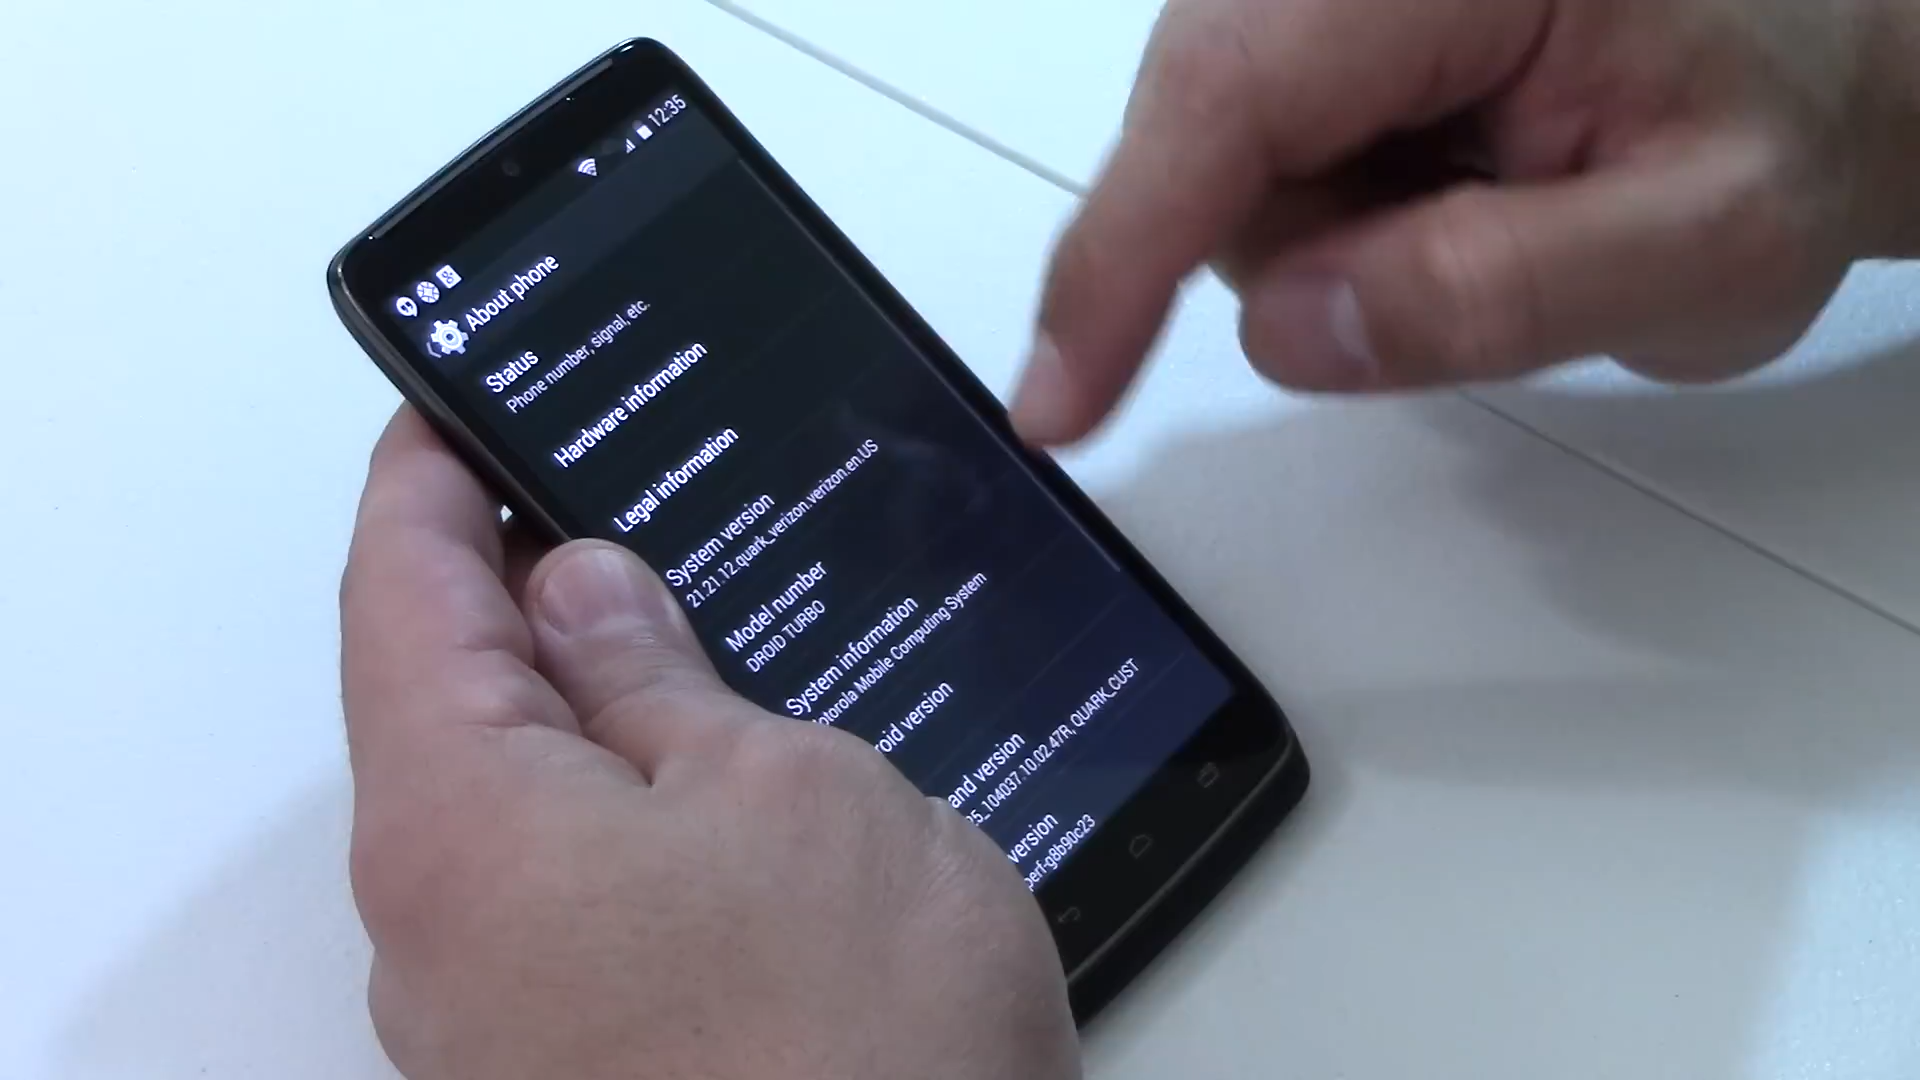 12:35
About phone
Status
Phone number, signal, etc.
Hardware information
Legal information
System version
21.21.12.quark_verizon.verizon.en.US
Model number
DROID TURBO
System information
Motorola Mobile Computing System
roid version
and version
25_104037.10.02.47R, QUARK_CUST
version
perf-g8b90c23